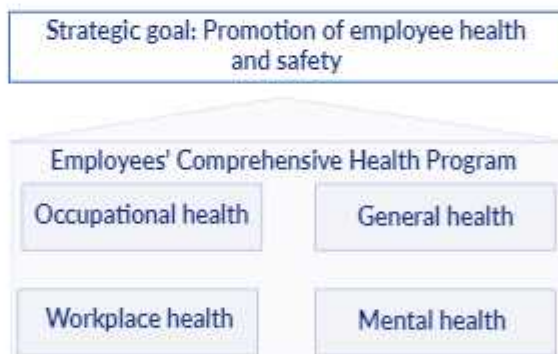 Strategic goal: Promotion of employee health
and safety
Employees' Comprehensive Health Program
Occupational health
General health
Workplace health
Mental health